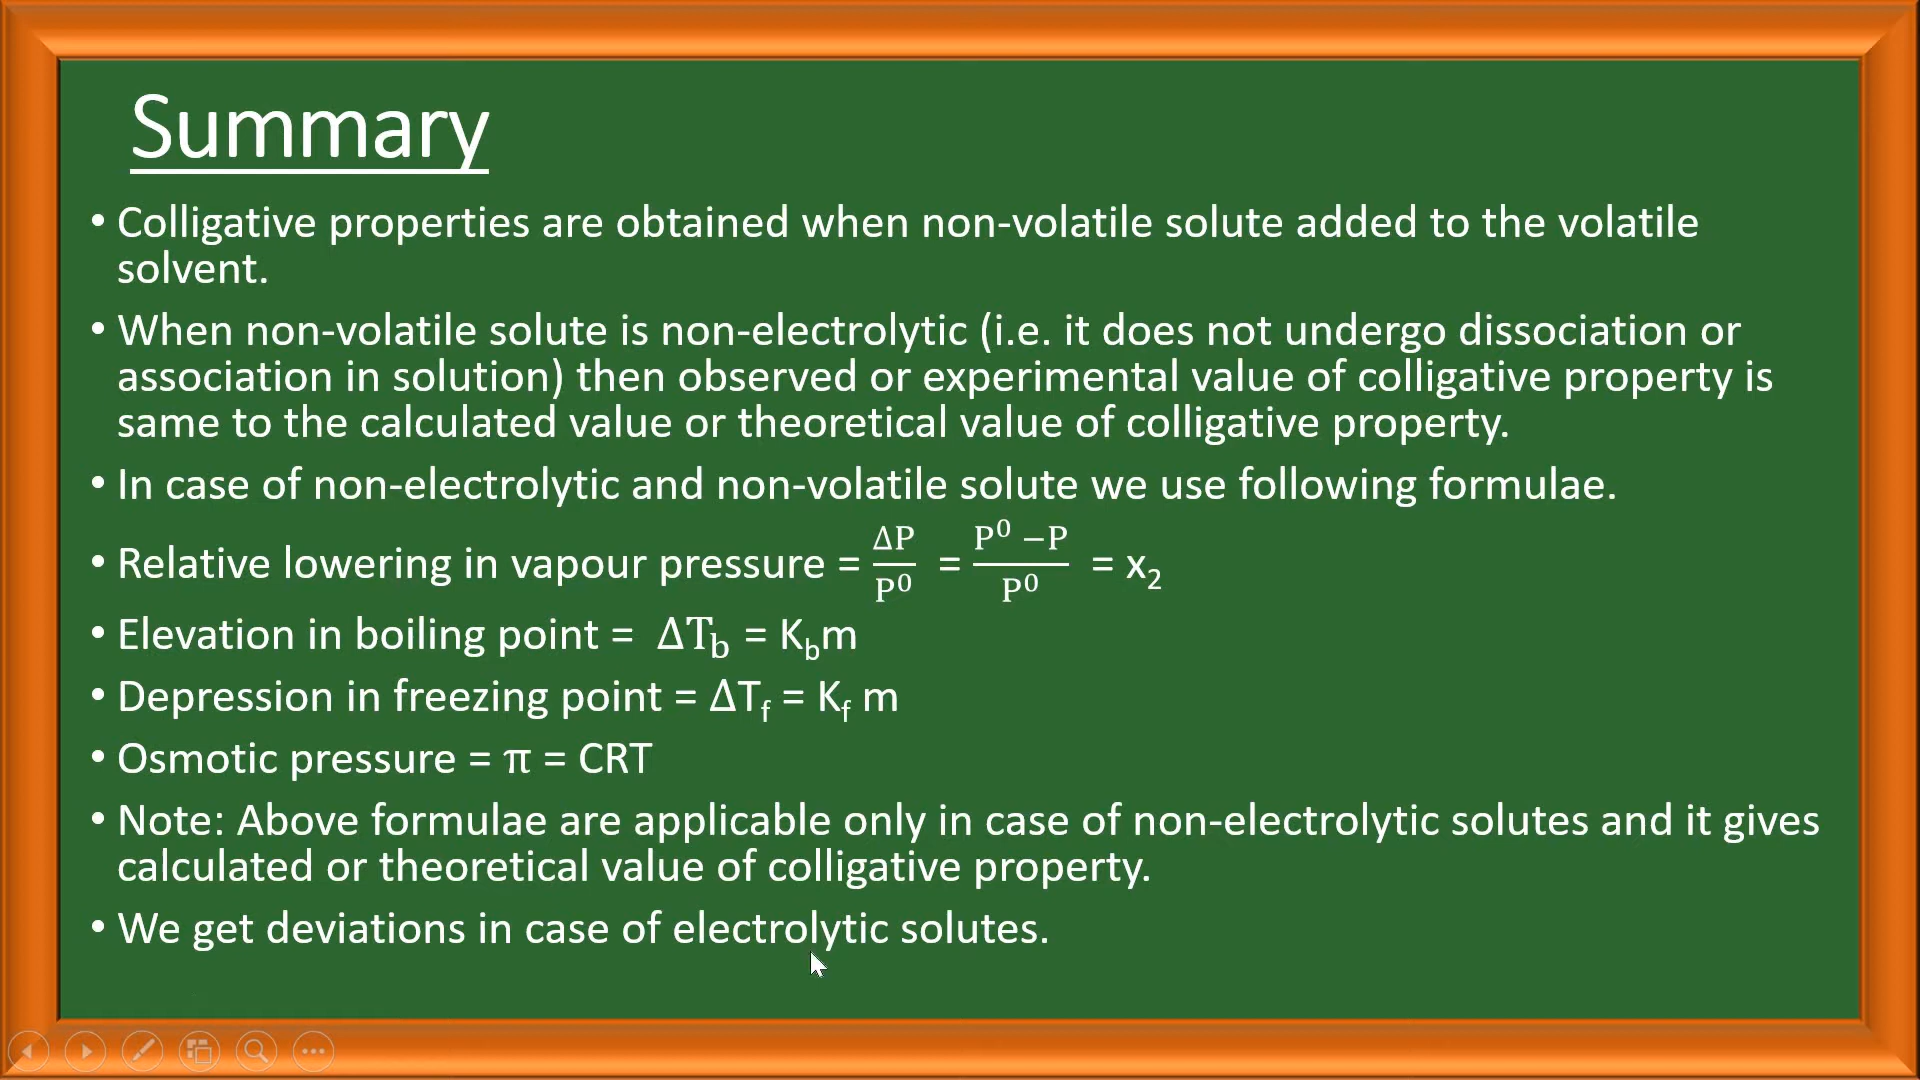 Summary
• Colligative properties are obtained when non-volatile solute added to the volatile
solvent.
• When non-volatile solute is non-electrolytic (i.e. it does not undergo dissociation or
association in solution) then observed or experimental value of colligative property is
same to the calculated value or theoretical value of colligative property.
• In case of non-electrolytic and non-volatile solute we use following formulae.
• Relative lowering in vapour pressure = ΔP/P⁰ = (P⁰ −P)/P⁰ = x₂
• Elevation in boiling point = ΔT_b = K_bm
• Depression in freezing point = ΔT_f = K_f m
• Osmotic pressure = π = CRT
• Note: Above formulae are applicable only in case of non-electrolytic solutes and it gives
calculated or theoretical value of colligative property.
• We get deviations in case of electrolytic solutes.